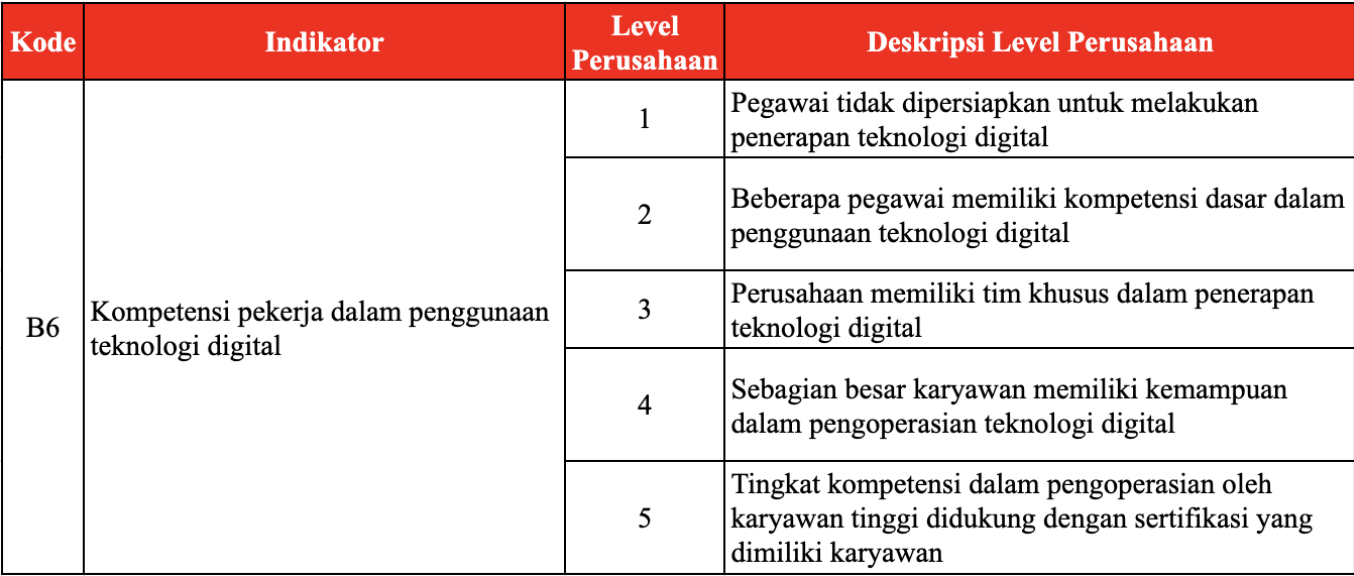 Kode
Indikator
Level
Perusahaan
Deskripsi Level Perusahaan
B6
Kompetensi pekerja dalam penggunaan
teknologi digital
1
Pegawai tidak dipersiapkan untuk melakukan
penerapan teknologi digital
2
Beberapa pegawai memiliki kompetensi dasar dalam
penggunaan teknologi digital
3
Perusahaan memiliki tim khusus dalam penerapan
teknologi digital
4
Sebagian besar karyawan memiliki kemampuan
dalam pengoperasian teknologi digital
5
Tingkat kompetensi dalam pengoperasian oleh
karyawan tinggi didukung dengan sertifikasi yang
dimiliki karyawan